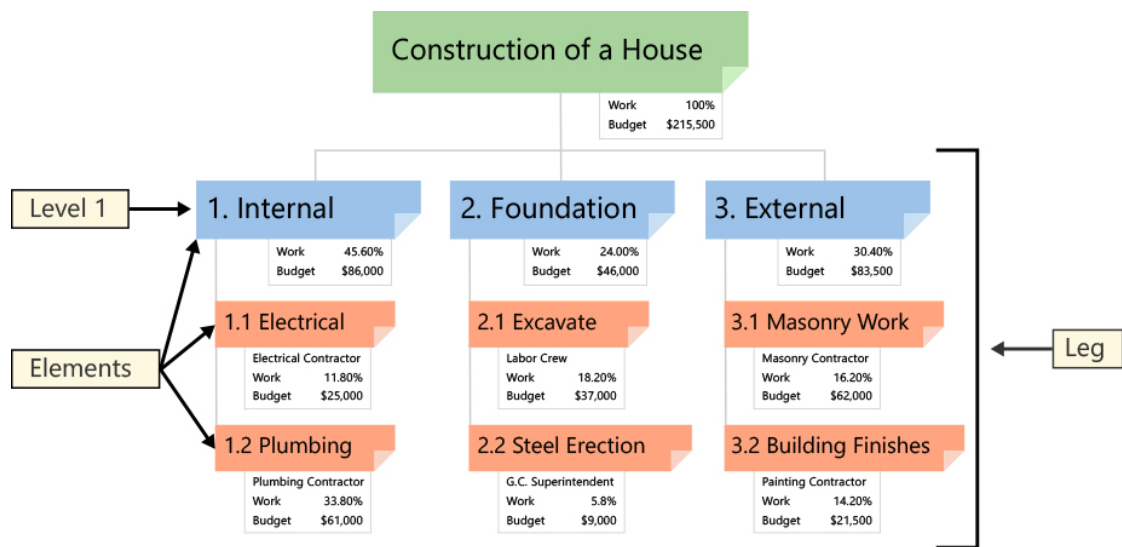 Construction of a House
Work 100%
Budget $215,500
Level 1
1. Internal
Work 45.60%
Budget $86,000
2. Foundation
Work 24.00%
Budget $46,000
3. External
Work 30.40%
Budget $83,500
Elements
1.1 Electrical
Electrical Contractor
Work 11.80%
Budget $25,000
2.1 Excavate
Labor Crew
Work 18.20%
Budget $37,000
3.1 Masonry Work
Masonry Contractor
Work 16.20%
Budget $62,000
Leg
1.2 Plumbing
Plumbing Contractor
Work 33.80%
Budget $61,000
2.2 Steel Erection
G.C. Superintendent
Work 5.8%
Budget $9,000
3.2 Building Finishes
Painting Contractor
Work 14.20%
Budget $21,500